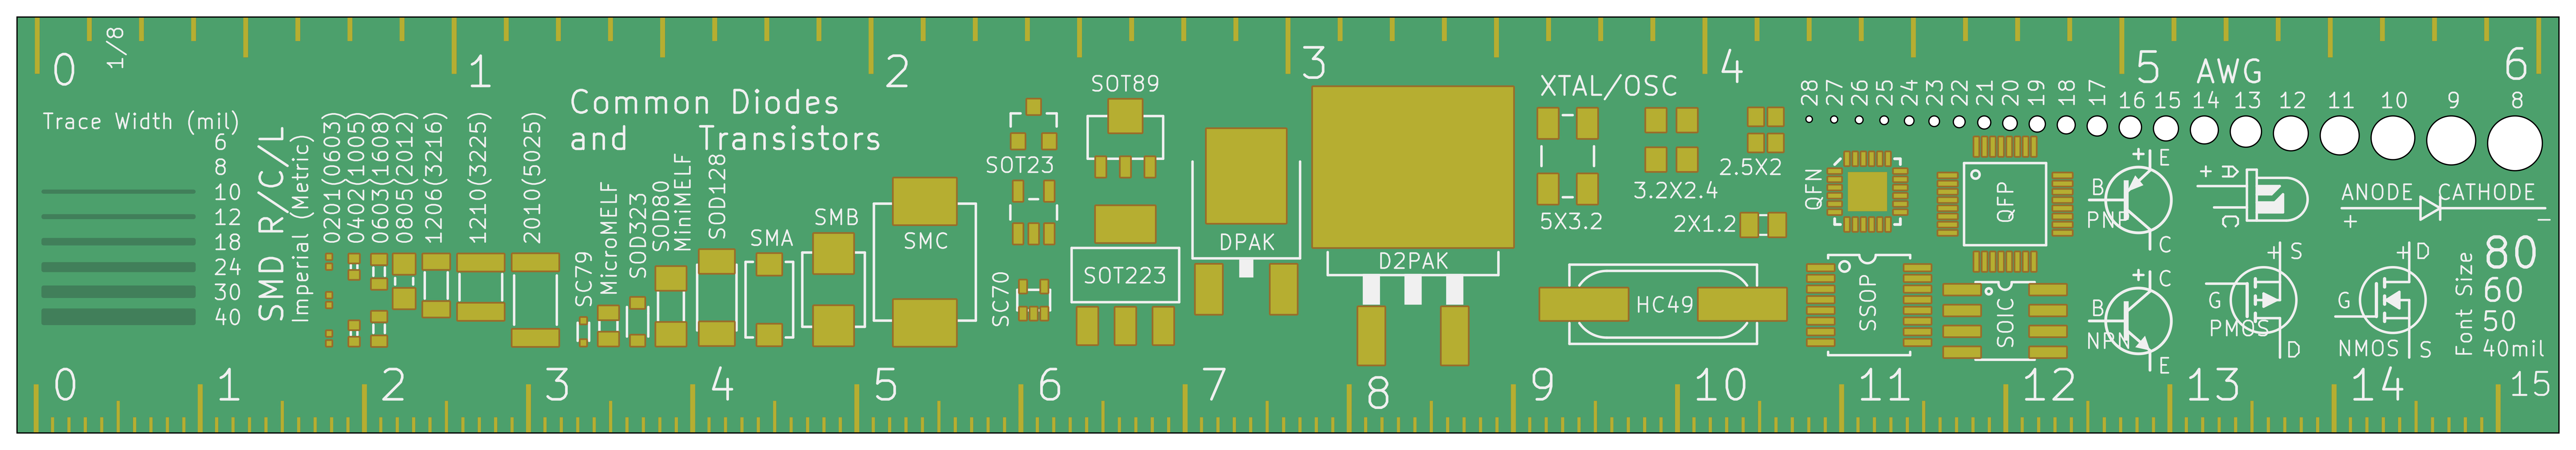 0
1/8
1
2
3
4
5
6
Trace Width (mil)
6
8
10
12
18
24
30
40
SMD R/C/L
Imperial (Metric)
0201(0603)
0402(1005)
0603(1608)
0805(2012)
1206(3216)
1210(3225)
2010(5025)
Common Diodes
and Transistors
SC79
MicroMELF
SOD323
SOD80
MiniMELF
SOD128
SMA
SMB
SMC
SOT23
SC70
SOT89
SOT223
DPAK
D2PAK
XTAL/OSC
5X3.2
3.2X2.4
2.5X2
2X1.2
HC49
AWG
28
27
26
25
24
23
22
21
20
19
18
17
16
15
14
13
12
11
10
9
8
QFN
QFP
SSOP
SOIC
+ E
B
PNP
C
+ C
B
NPN
E
+ A
C
ANODE CATHODE
+ -
+ S
G
PMOS
D
+ D
G
NMOS S
Font Size
80
60
50
40mil
0
1
2
3
4
5
6
7
8
9
10
11
12
13
14
15